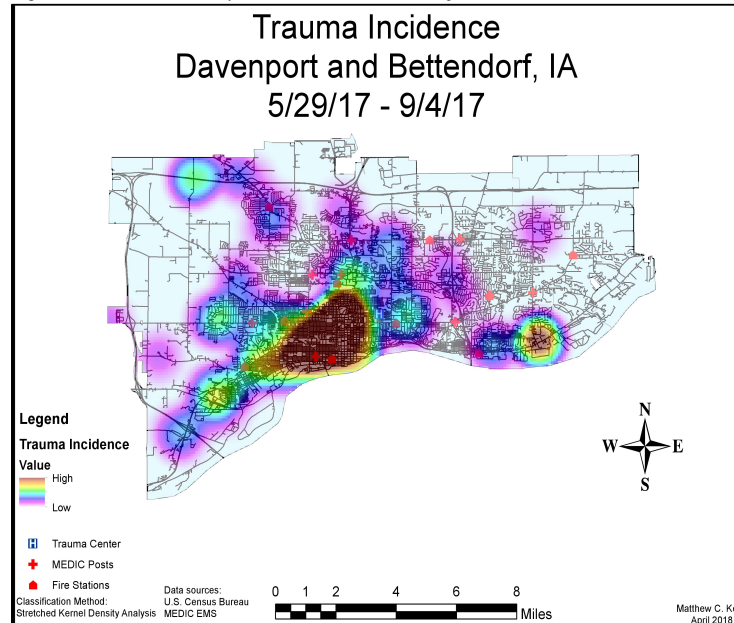 Trauma Incidence
Davenport and Bettendorf, IA
5/29/17 - 9/4/17
Legend
Trauma Incidence
Value
High
Low
Trauma Center
MEDIC Posts
Fire Stations
Classification Method:
Stretched Kernel Density Analysis
Data sources:
U.S. Census Bureau
MEDIC EMS
0 1 2 4 6 8
Miles
N
W E
S
Matthew C.
April 2018